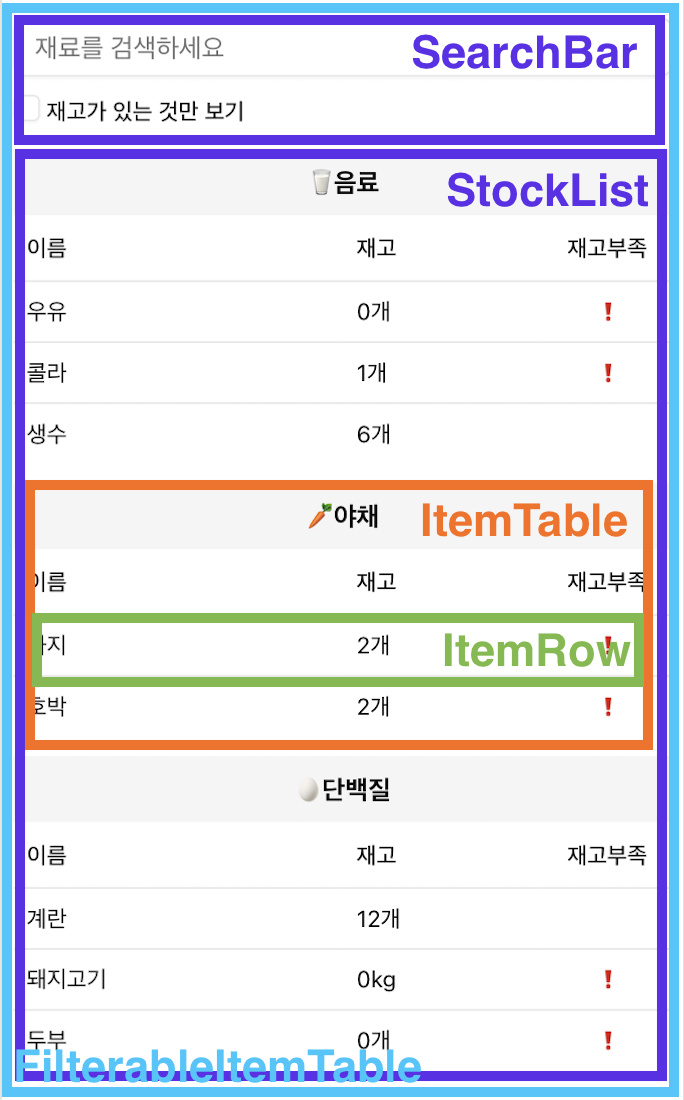 재료를 검색하세요 SearchBar
재고가 있는 것만 보기
음료 StockList
이름 재고 재고부족
우유 0개 ❗
콜라 1개 ❗
생수 6개
야채 ItemTable
이름 재고 재고부족
지 2개 ItemRow
호박 2개 ❗
단백질
이름 재고 재고부족
계란 12개
돼지고기 0kg ❗
두부 0개 ❗
FilterableItemTable